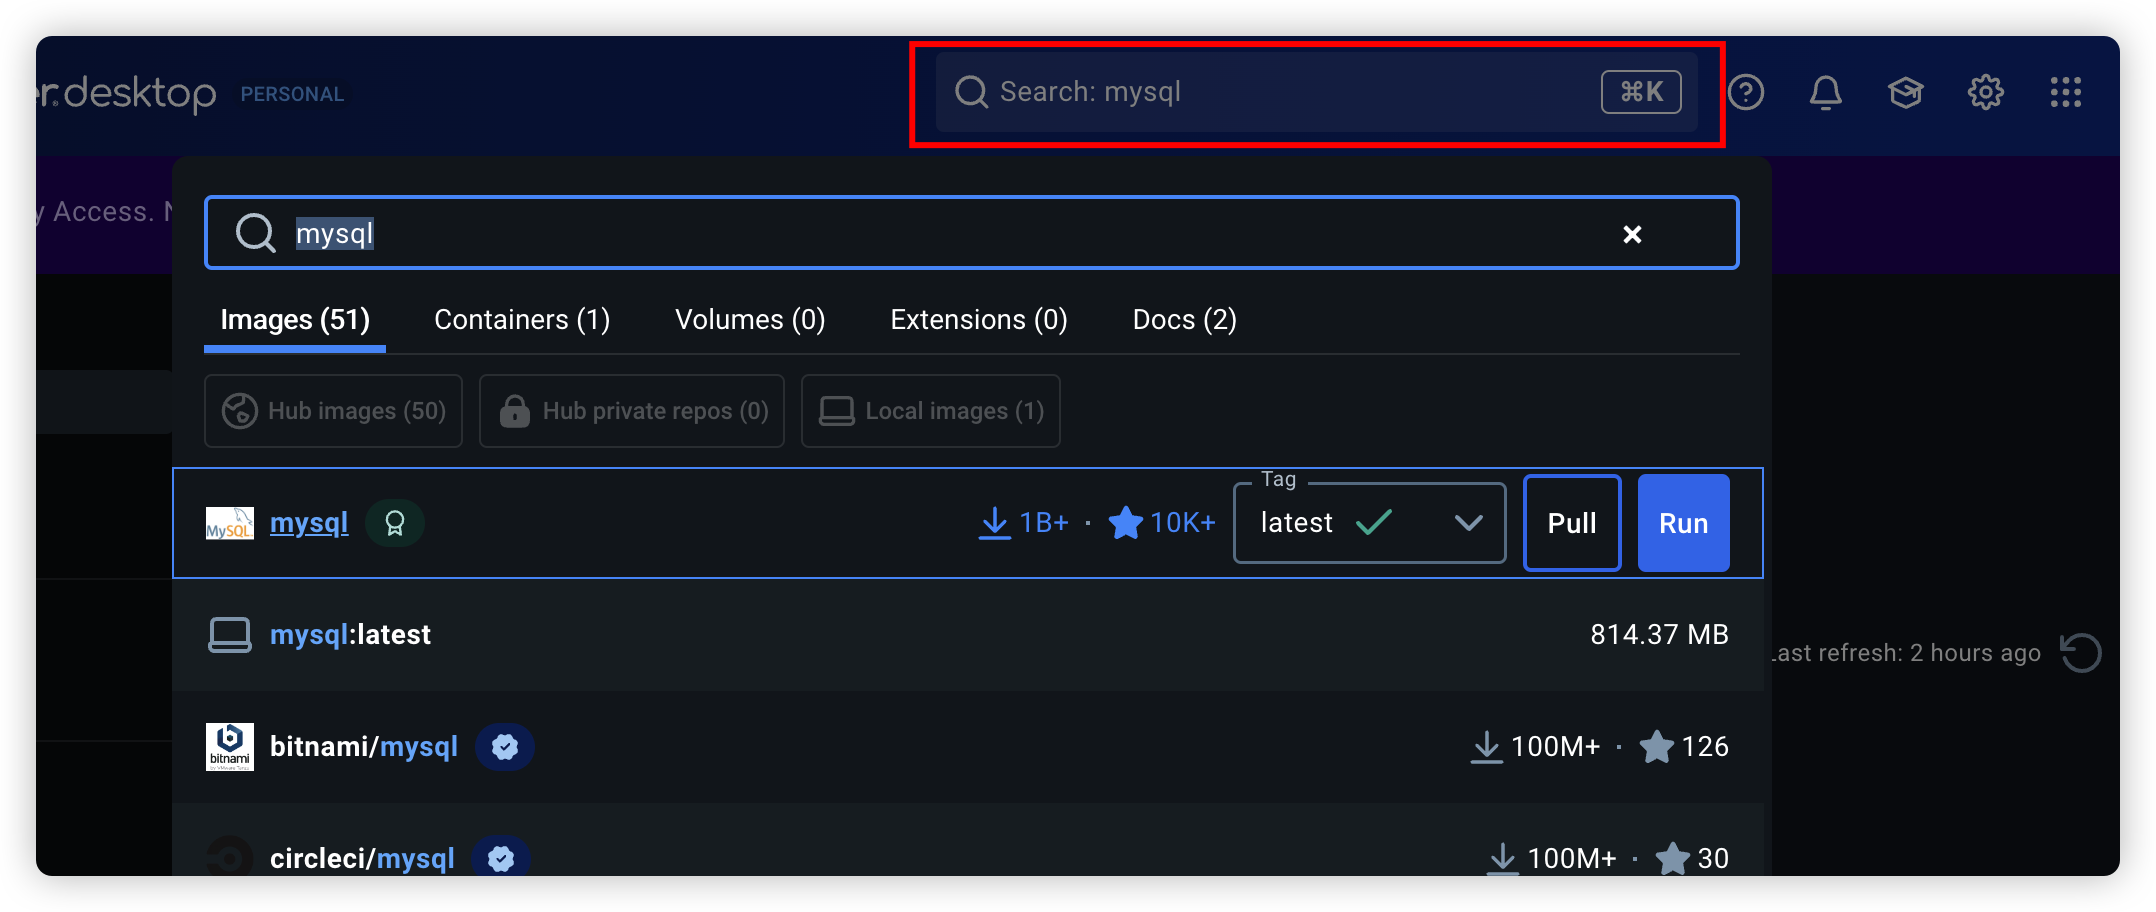 er.desktop PERSONAL
Search: mysql ⌘K
y Access. N
mysql
Images (51) Containers (1) Volumes (0) Extensions (0) Docs (2)
Hub images (50) Hub private repos (0) Local images (1)
MySQL mysql 1B+ · 10K+ Tag latest Pull Run
mysql:latest 814.37 MB
Last refresh: 2 hours ago
bitnami bitnami/mysql 100M+ · 126
circleci/mysql 100M+ · 30